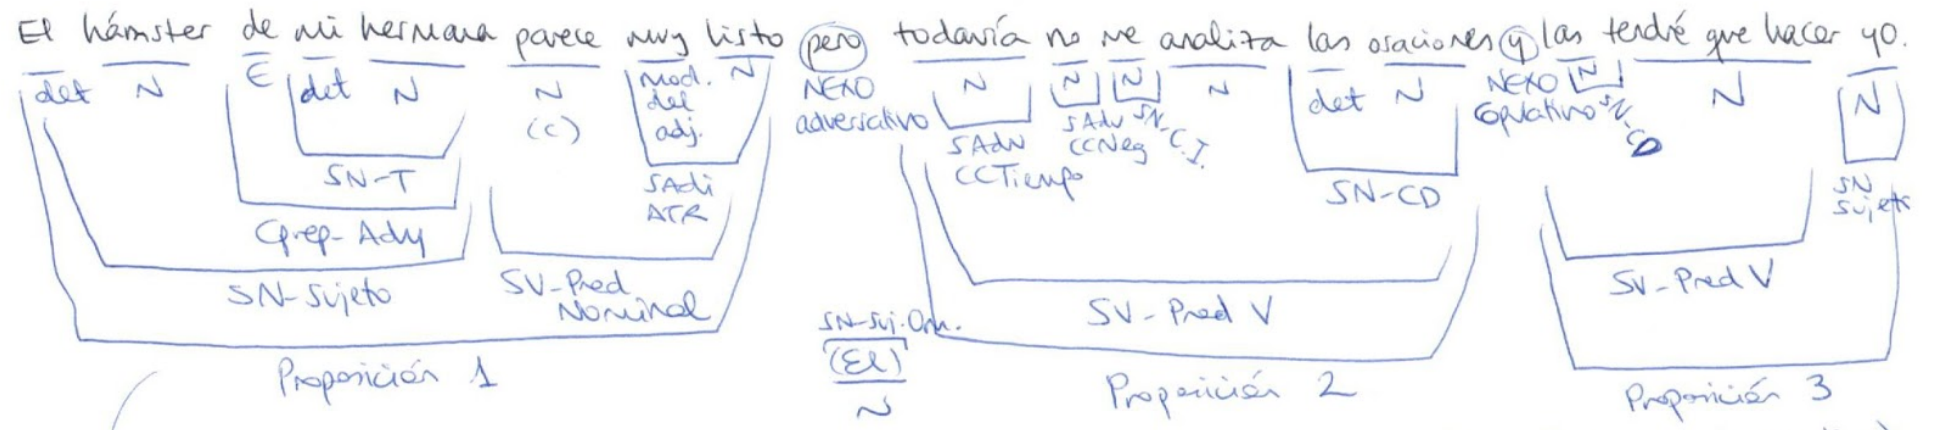 El hámster de mi hermana parece muy listo pero todavía no me analiza las oraciones y las tendré que hacer yo.
det N E det N N mod. N NEXO N N N N det N NEXO N N N
(c) del adversativo SAdv SAdv SN-C.I. Copulativo SN-CD
adj. CCTiempo CCNeg
SN-T SAdj SN-CD SN
ATR Sujeto
Cprep-Ady
SN-Sujeto SV-Pred SV-Pred V
Nominal SN-Suj.Om. SV-Pred V
(Él)
Proposición 1 N Proposición 2 Proposición 3